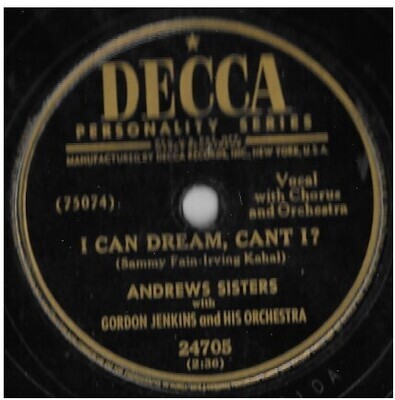 DECCA
PERSONALITY SERIES
MANUFACTURED BY DECCA RECORDS, INC., NEW YORK, U.S.A.
Vocal
with Chorus
and Orchestra
(75074)
I CAN DREAM, CANT I?
(Sammy Fain-Irving Kahal)
ANDREWS SISTERS
with
GORDON JENKINS and HIS ORCHESTRA
24705
(2:36)